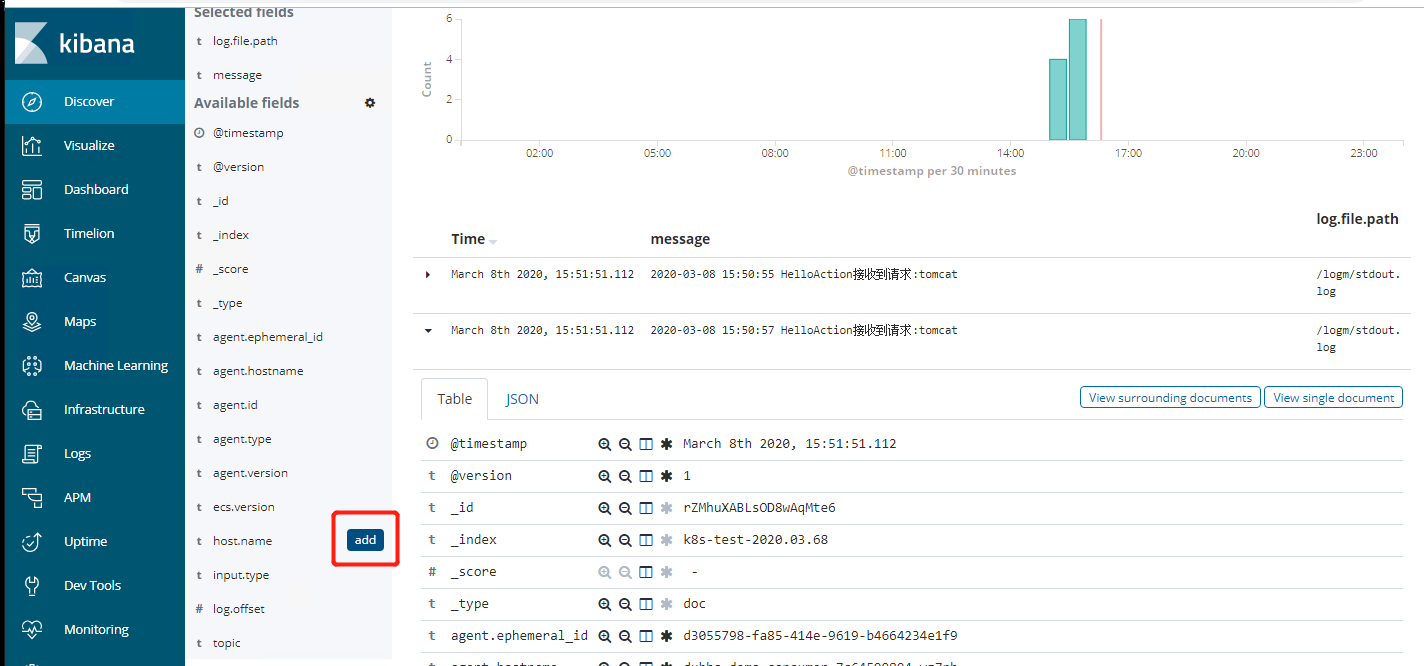 kibana
Discover
Visualize
Dashboard
Timelion
Canvas
Maps
Machine Learning
Infrastructure
Logs
APM
Uptime
Dev Tools
Monitoring
Selected fields
t log.file.path
t message
Available fields
@timestamp
t @version
t _id
t _index
# _score
t _type
t agent.ephemeral_id
t agent.hostname
t agent.id
t agent.type
t agent.version
t ecs.version
t host.name add
t input.type
# log.offset
t topic
Count
6
4
2
0
02:00 05:00 08:00 11:00 14:00 17:00 20:00 23:00
@timestamp per 30 minutes
Time message log.file.path
March 8th 2020, 15:51:51.112 2020-03-08 15:50:55 HelloAction接收到请求:tomcat /logm/stdout.
log
March 8th 2020, 15:51:51.112 2020-03-08 15:50:57 HelloAction接收到请求:tomcat /logm/stdout.
log
Table JSON View surrounding documents View single document
@timestamp March 8th 2020, 15:51:51.112
t @version 1
t _id rZMhuXABLsOD8wAqMte6
t _index k8s-test-2020.03.68
# _score -
t _type doc
t agent.ephemeral_id d3055798-fa85-414e-9619-b4664234e1f9